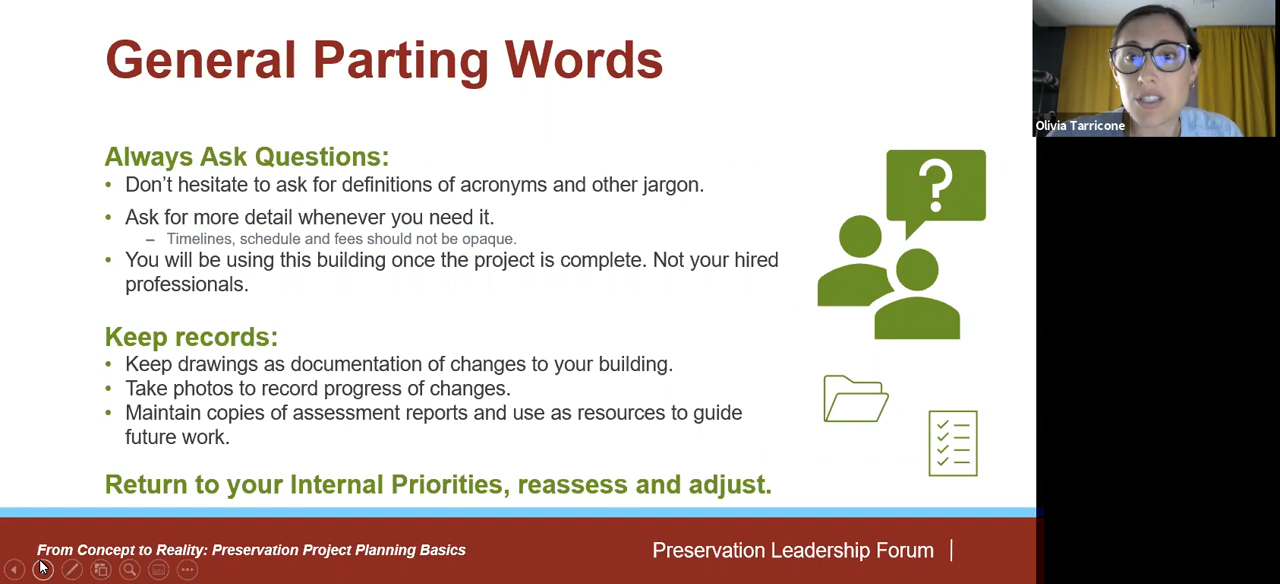 General Parting Words
Olivia Tarricone
Always Ask Questions:
• Don’t hesitate to ask for definitions of acronyms and other jargon.
• Ask for more detail whenever you need it.
– Timelines, schedule and fees should not be opaque.
• You will be using this building once the project is complete. Not your hired
professionals.
?
Keep records:
• Keep drawings as documentation of changes to your building.
• Take photos to record progress of changes.
• Maintain copies of assessment reports and use as resources to guide
future work.
Return to your Internal Priorities, reassess and adjust.
From Concept to Reality: Preservation Project Planning Basics
Preservation Leadership Forum |